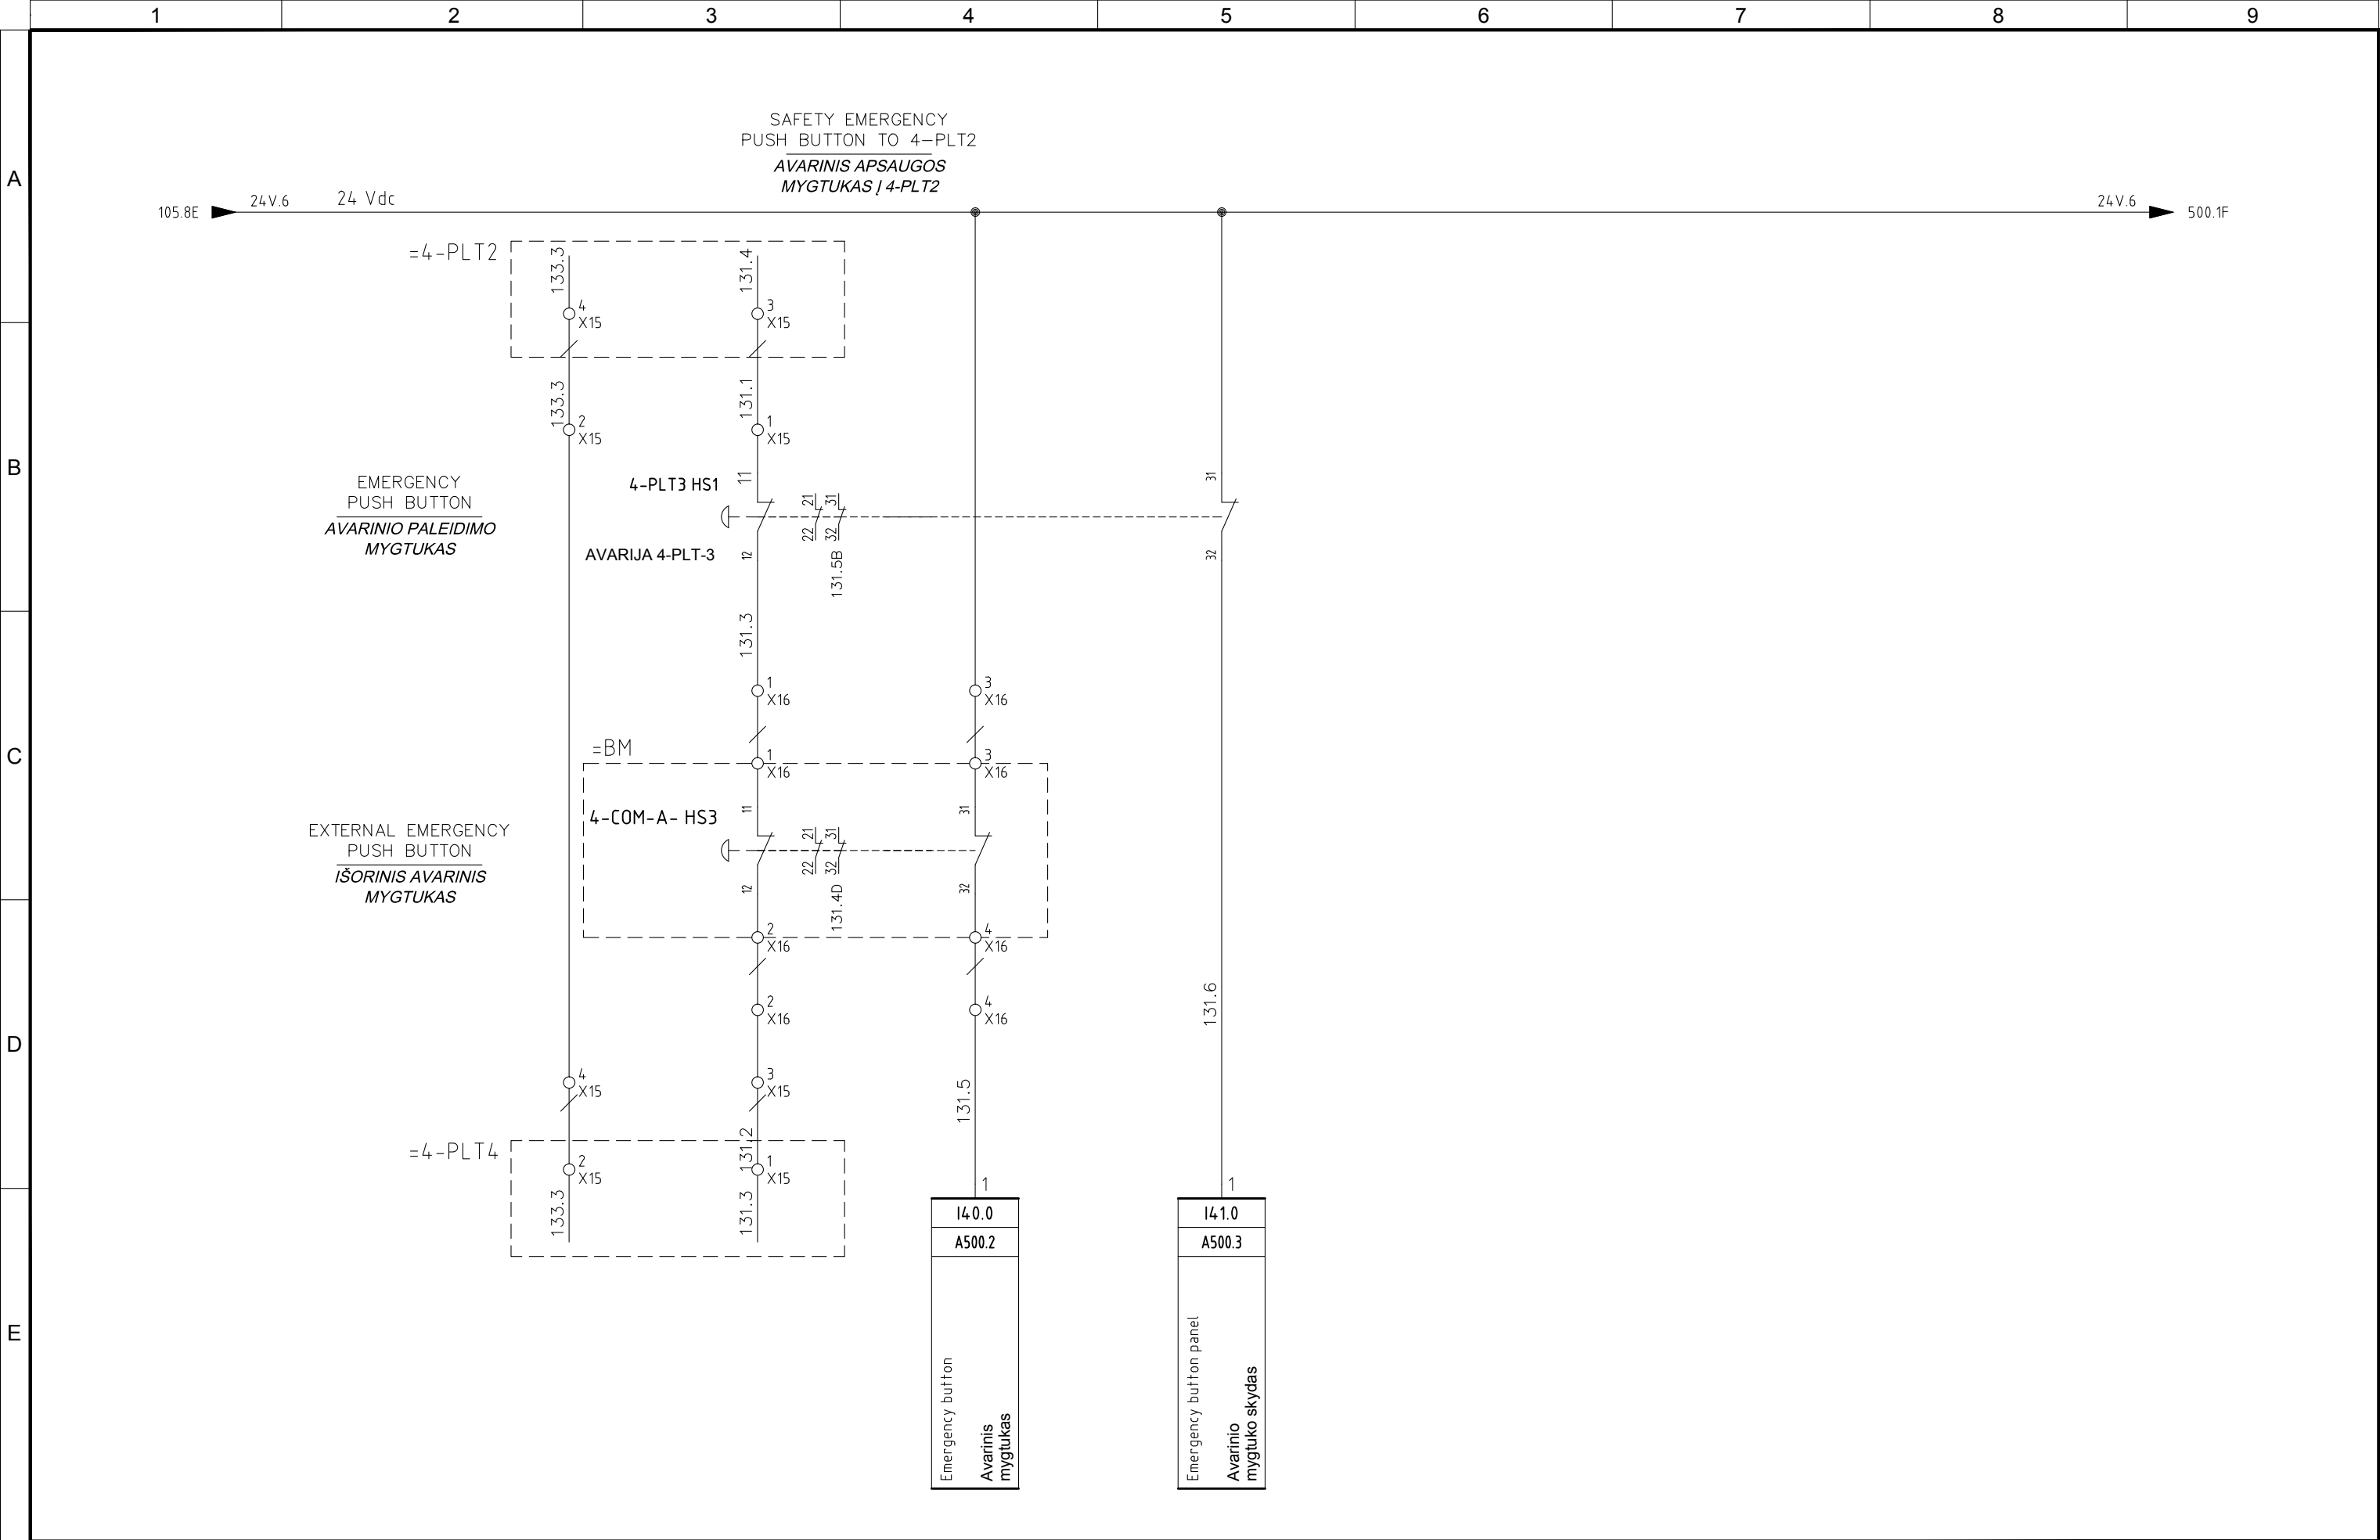 1 2 3 4 5 6 7 8 9
A
B
C
D
E
SAFETY EMERGENCY
PUSH BUTTON TO 4-PLT2
AVARINIS APSAUGOS
MYGTUKAS Į 4-PLT2
105.8E
24V.6
24 Vdc
24V.6
500.1F
=4-PLT2
133.3
131.4
4
X15
3
X15
133.3
131.1
2
X15
1
X15
EMERGENCY
PUSH BUTTON
AVARINIO PALEIDIMO
MYGTUKAS
4-PLT3 HS1
AVARIJA 4-PLT-3
11
12
21
22
31
32
131.5B
31
32
131.3
1
X16
3
X16
=BM
1
X16
3
X16
EXTERNAL EMERGENCY
PUSH BUTTON
IŠORINIS AVARINIS
MYGTUKAS
4-COM-A- HS3
11
12
21
22
31
32
131.4D
31
32
2
X16
4
X16
2
X16
4
X16
131.6
4
X15
3
X15
131.5
=4-PLT4
131.2
2
X15
1
X15
133.3
131.3
1
I40.0
A500.2
Emergency button
Avarinis
mygtukas
1
I41.0
A500.3
Emergency button panel
Avarinio
mygtuko skydas